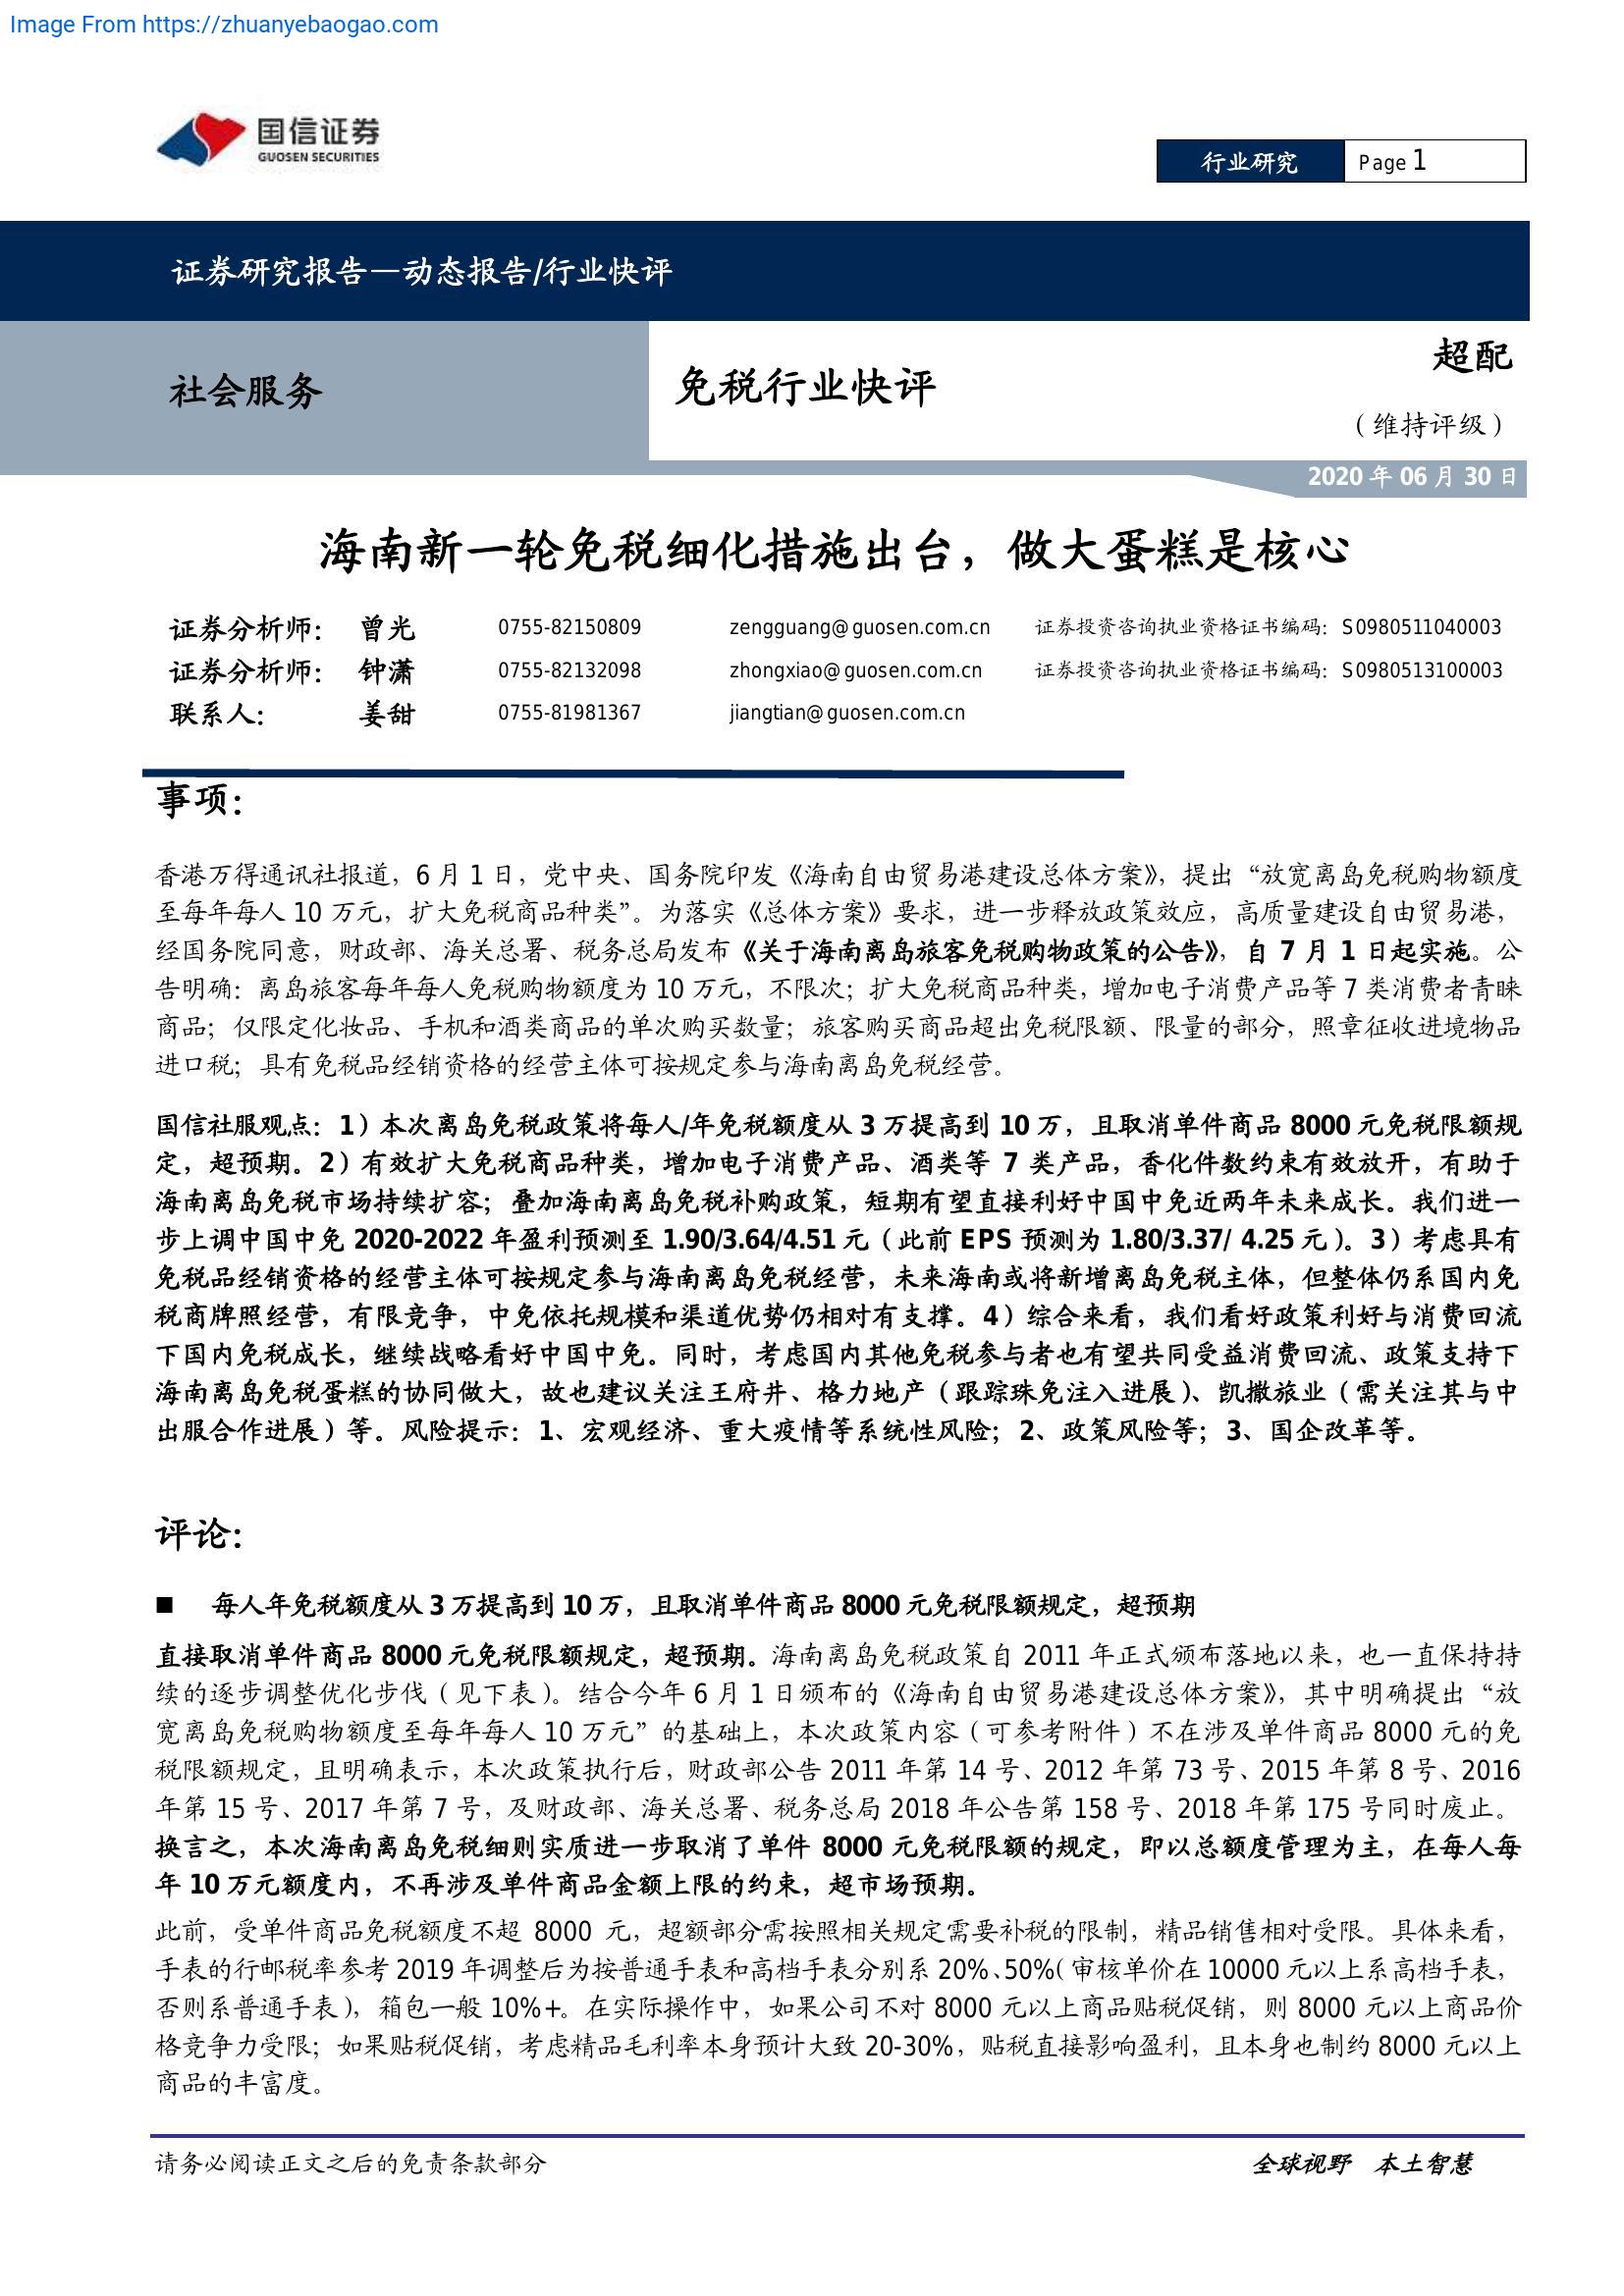 Image From https://zhuanyebaogao.com
国信证券
GUOSEN SECURITIES
行业研究 Page 1
证券研究报告—动态报告/行业快评
社会服务
免税行业快评
超配
（维持评级）
2020 年 06 月 30 日
海南新一轮免税细化措施出台，做大蛋糕是核心
证券分析师： 曾光 0755-82150809 zengguang@guosen.com.cn 证券投资咨询执业资格证书编码：S0980511040003
证券分析师： 钟潇 0755-82132098 zhongxiao@guosen.com.cn 证券投资咨询执业资格证书编码：S0980513100003
联系人： 姜甜 0755-81981367 jiangtian@guosen.com.cn
事项：
香港万得通讯社报道，6 月 1 日，党中央、国务院印发《海南自由贸易港建设总体方案》，提出“放宽离岛免税购物额度
至每年每人 10 万元，扩大免税商品种类”。为落实《总体方案》要求，进一步释放政策效应，高质量建设自由贸易港，
经国务院同意，财政部、海关总署、税务总局发布《关于海南离岛旅客免税购物政策的公告》，自 7 月 1 日起实施。公
告明确：离岛旅客每年每人免税购物额度为 10 万元，不限次；扩大免税商品种类，增加电子消费产品等 7 类消费者青睐
商品；仅限定化妆品、手机和酒类商品的单次购买数量；旅客购买商品超出免税限额、限量的部分，照章征收进境物品
进口税；具有免税品经销资格的经营主体可按规定参与海南离岛免税经营。
国信社服观点：1）本次离岛免税政策将每人/年免税额度从 3 万提高到 10 万，且取消单件商品 8000 元免税限额规
定，超预期。2）有效扩大免税商品种类，增加电子消费产品、酒类等 7 类产品，香化件数约束有效放开，有助于
海南离岛免税市场持续扩容；叠加海南离岛免税补购政策，短期有望直接利好中国中免近两年未来成长。我们进一
步上调中国中免 2020-2022 年盈利预测至 1.90/3.64/4.51 元（此前 EPS 预测为 1.80/3.37/ 4.25 元）。3）考虑具有
免税品经销资格的经营主体可按规定参与海南离岛免税经营，未来海南或将新增离岛免税主体，但整体仍系国内免
税商牌照经营，有限竞争，中免依托规模和渠道优势仍相对有支撑。4）综合来看，我们看好政策利好与消费回流
下国内免税成长，继续战略看好中国中免。同时，考虑国内其他免税参与者也有望共同受益消费回流、政策支持下
海南离岛免税蛋糕的协同做大，故也建议关注王府井、格力地产（跟踪珠免注入进展）、凯撒旅业（需关注其与中
出服合作进展）等。风险提示：1、宏观经济、重大疫情等系统性风险；2、政策风险等；3、国企改革等。
评论：
■ 每人年免税额度从 3 万提高到 10 万，且取消单件商品 8000 元免税限额规定，超预期
直接取消单件商品 8000 元免税限额规定，超预期。海南离岛免税政策自 2011 年正式颁布落地以来，也一直保持持
续的逐步调整优化步伐（见下表）。结合今年 6 月 1 日颁布的《海南自由贸易港建设总体方案》，其中明确提出“放
宽离岛免税购物额度至每年每人 10 万元”的基础上，本次政策内容（可参考附件）不在涉及单件商品 8000 元的免
税限额规定，且明确表示，本次政策执行后，财政部公告 2011 年第 14 号、2012 年第 73 号、2015 年第 8 号、2016
年第 15 号、2017 年第 7 号，及财政部、海关总署、税务总局 2018 年公告第 158 号、2018 年第 175 号同时废止。
换言之，本次海南离岛免税细则实质进一步取消了单件 8000 元免税限额的规定，即以总额度管理为主，在每人每
年 10 万元额度内，不再涉及单件商品金额上限的约束，超市场预期。
此前，受单件商品免税额度不超 8000 元，超额部分需按照相关规定需要补税的限制，精品销售相对受限。具体来看，
手表的行邮税率参考 2019 年调整后为按普通手表和高档手表分别系 20%、50%（审核单价在 10000 元以上系高档手表，
否则系普通手表），箱包一般 10%+。在实际操作中，如果公司不对 8000 元以上商品贴税促销，则 8000 元以上商品价
格竞争力受限；如果贴税促销，考虑精品毛利率本身预计大致 20-30%，贴税直接影响盈利，且本身也制约 8000 元以上
商品的丰富度。
请务必阅读正文之后的免责条款部分 全球视野 本土智慧